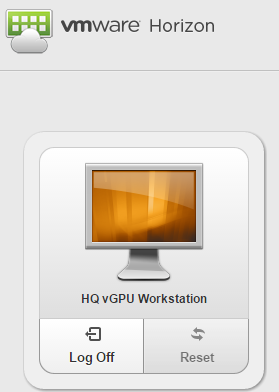 vmware Horizon
HQ vGPU Workstation
Log Off
Reset